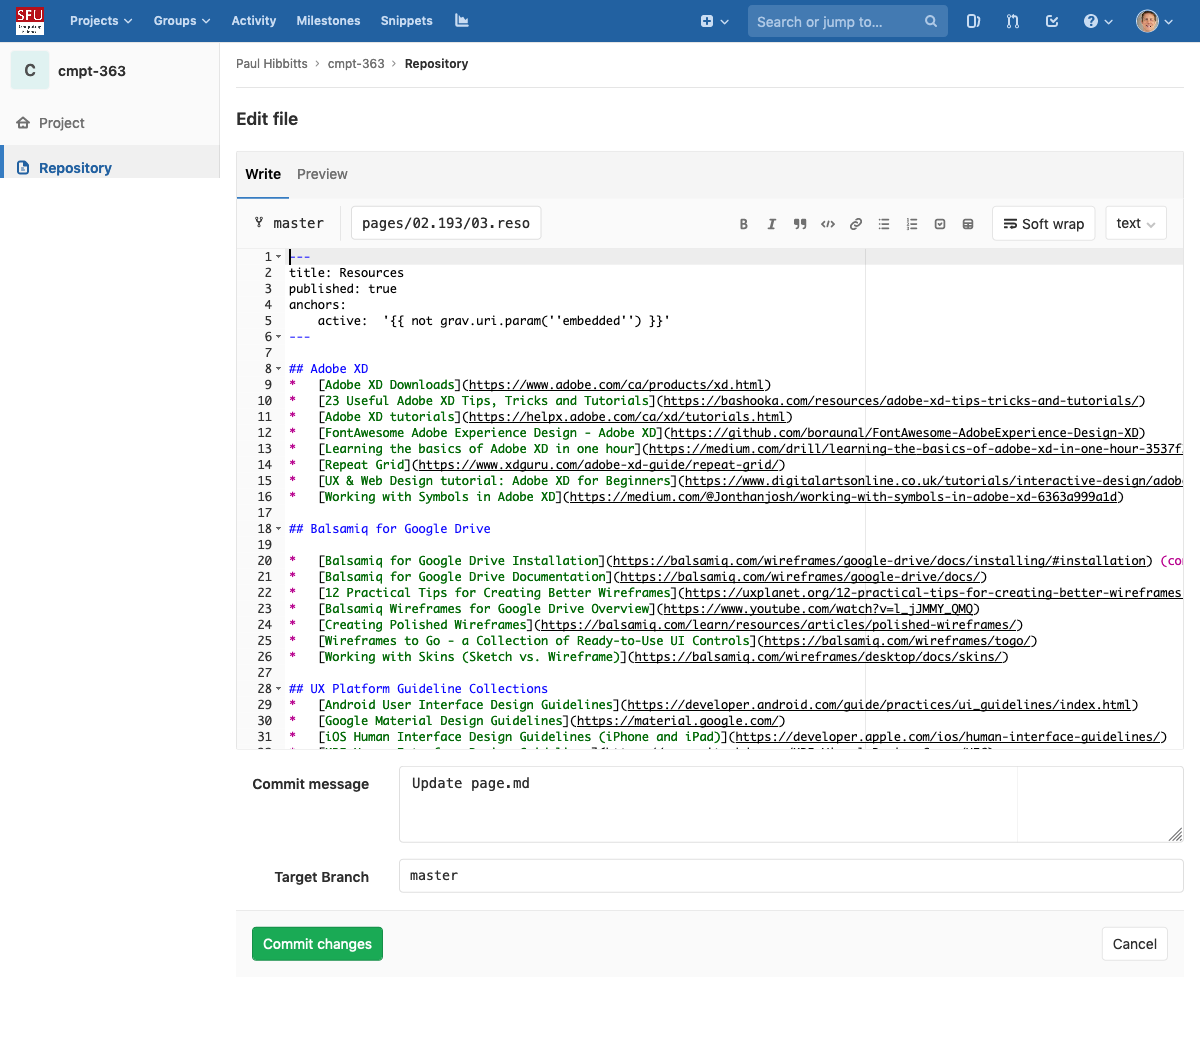 SFU
Projects
Groups
Activity
Milestones
Snippets
Search or jump to...
C
cmpt-363
Project
Repository
Paul Hibbitts › cmpt-363 › Repository
Edit file
Write
Preview
master
pages/02.193/03.reso
Soft wrap
text
1 ---
2 title: Resources
3 published: true
4 anchors:
5     active:  '{{ not grav.uri.param(''embedded'') }}'
6 ---
7
8 ## Adobe XD
9 *   [Adobe XD Downloads](https://www.adobe.com/ca/products/xd.html)
10 *   [23 Useful Adobe XD Tips, Tricks and Tutorials](https://bashooka.com/resources/adobe-xd-tips-tricks-and-tutorials/)
11 *   [Adobe XD tutorials](https://helpx.adobe.com/ca/xd/tutorials.html)
12 *   [FontAwesome Adobe Experience Design - Adobe XD](https://github.com/boraunal/FontAwesome-AdobeExperience-Design-XD)
13 *   [Learning the basics of Adobe XD in one hour](https://medium.com/drill/learning-the-basics-of-adobe-xd-in-one-hour-3537f
14 *   [Repeat Grid](https://www.xdguru.com/adobe-xd-guide/repeat-grid/)
15 *   [UX & Web Design tutorial: Adobe XD for Beginners](https://www.digitalartsonline.co.uk/tutorials/interactive-design/adob
16 *   [Working with Symbols in Adobe XD](https://medium.com/@Jonthanjosh/working-with-symbols-in-adobe-xd-6363a999a1d)
17
18 ## Balsamiq for Google Drive
19
20 *   [Balsamiq for Google Drive Installation](https://balsamiq.com/wireframes/google-drive/docs/installing/#installation) (co
21 *   [Balsamiq for Google Drive Documentation](https://balsamiq.com/wireframes/google-drive/docs/)
22 *   [12 Practical Tips for Creating Better Wireframes](https://uxplanet.org/12-practical-tips-for-creating-better-wireframes
23 *   [Balsamiq Wireframes for Google Drive Overview](https://www.youtube.com/watch?v=l_jJMMY_QMQ)
24 *   [Creating Polished Wireframes](https://balsamiq.com/learn/resources/articles/polished-wireframes/)
25 *   [Wireframes to Go - a Collection of Ready-to-Use UI Controls](https://balsamiq.com/wireframes/togo/)
26 *   [Working with Skins (Sketch vs. Wireframe)](https://balsamiq.com/wireframes/desktop/docs/skins/)
27
28 ## UX Platform Guideline Collections
29 *   [Android User Interface Design Guidelines](https://developer.android.com/guide/practices/ui_guidelines/index.html)
30 *   [Google Material Design Guidelines](https://material.google.com/)
31 *   [iOS Human Interface Design Guidelines (iPhone and iPad)](https://developer.apple.com/ios/human-interface-guidelines/)
Commit message
Update page.md
Target Branch
master
Commit changes
Cancel